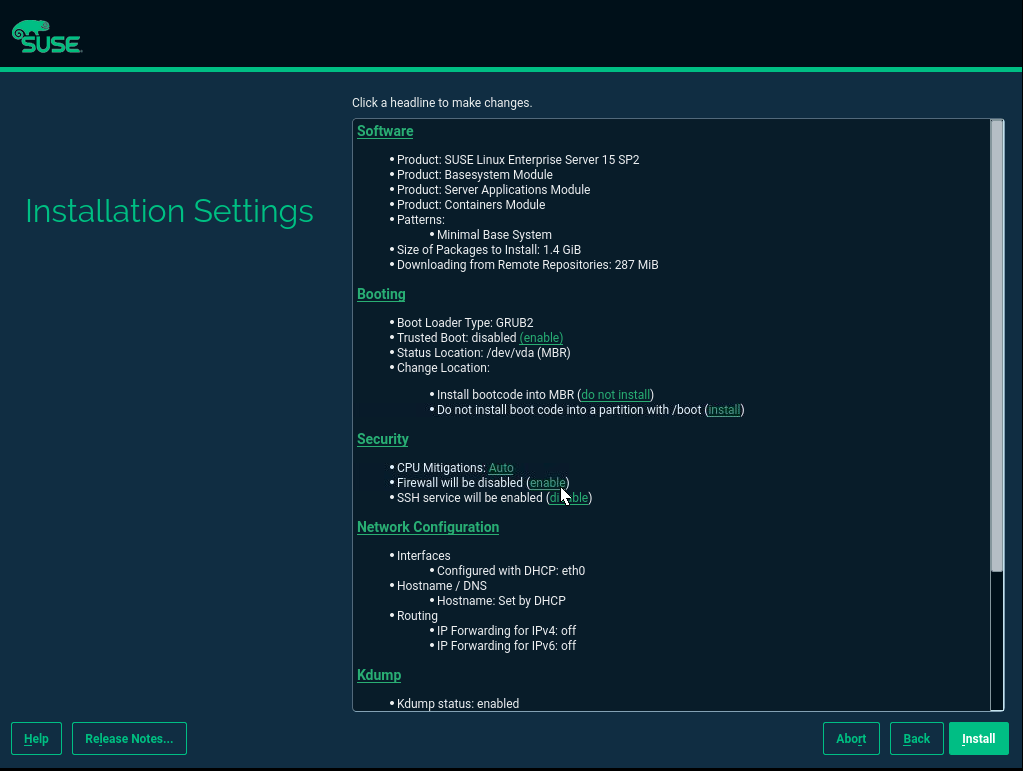 SUSE
Click a headline to make changes.
Installation Settings
Software
• Product: SUSE Linux Enterprise Server 15 SP2
• Product: Basesystem Module
• Product: Server Applications Module
• Product: Containers Module
• Patterns:
• Minimal Base System
• Size of Packages to Install: 1.4 GiB
• Downloading from Remote Repositories: 287 MiB
Booting
• Boot Loader Type: GRUB2
• Trusted Boot: disabled (enable)
• Status Location: /dev/vda (MBR)
• Change Location:
• Install bootcode into MBR (do not install)
• Do not install boot code into a partition with /boot (install)
Security
• CPU Mitigations: Auto
• Firewall will be disabled (enable)
• SSH service will be enabled (disable)
Network Configuration
• Interfaces
• Configured with DHCP: eth0
• Hostname / DNS
• Hostname: Set by DHCP
• Routing
• IP Forwarding for IPv4: off
• IP Forwarding for IPv6: off
Kdump
• Kdump status: enabled
Help Release Notes... Abort Back Install